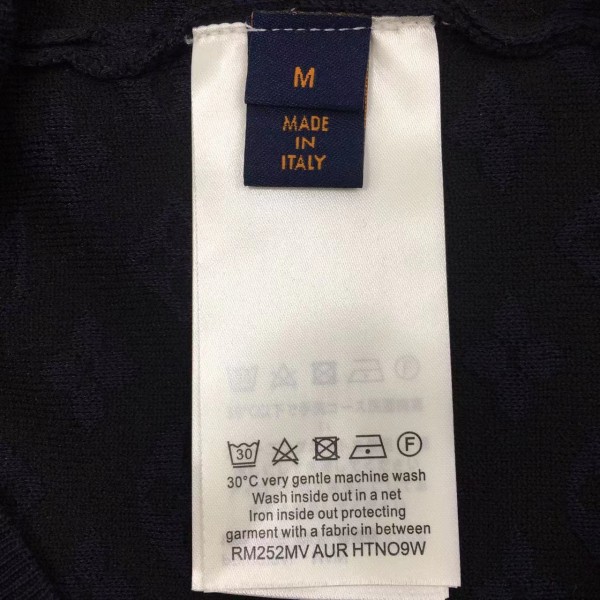 M
MADE
IN
ITALY
30
F
30°C very gentle machine wash
Wash inside out in a net
Iron inside out protecting
garment with a fabric in between
RM252MV AUR HTNO9W